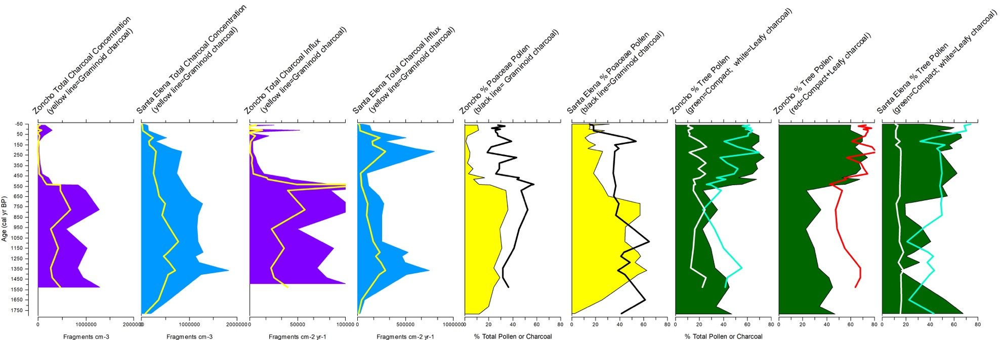 Zoncho Total Charcoal Concentration
(yellow line=Graminoid charcoal)
Santa Elena Total Charcoal Concentration
(yellow line=Graminoid charcoal)
Zoncho Total Charcoal Influx
(yellow line=Graminoid charcoal)
Santa Elena Total Charcoal Influx
(yellow line=Graminoid charcoal)
Zoncho % Poaceae Pollen
(black line= Graminoid charcoal)
Santa Elena % Poaceae Pollen
(black line=Graminoid charcoal)
Zoncho % Tree Pollen
(green=Compact; white=Leafy charcoal)
Zoncho % Tree Pollen
(red=Compact+Leafy charcoal)
Santa Elena % Tree Pollen
(green=Compact; white=Leafy charcoal)
Age (cal yr BP)
-50
50
150
250
350
450
550
650
750
850
950
1050
1150
1250
1350
1450
1550
1650
1750
0 1000000 2000000
0 1000000 2000000
0 50000 100000
0 500000 1000000
0 20 40 60 80
0 20 40 60 80
0 20 40 60 80
0 20 40 60 80
0 20 40 60 80
Fragments cm-3
Fragments cm-3
Fragments cm-2 yr-1
Fragments cm-2 yr-1
% Total Pollen or Charcoal
% Total Pollen or Charcoal